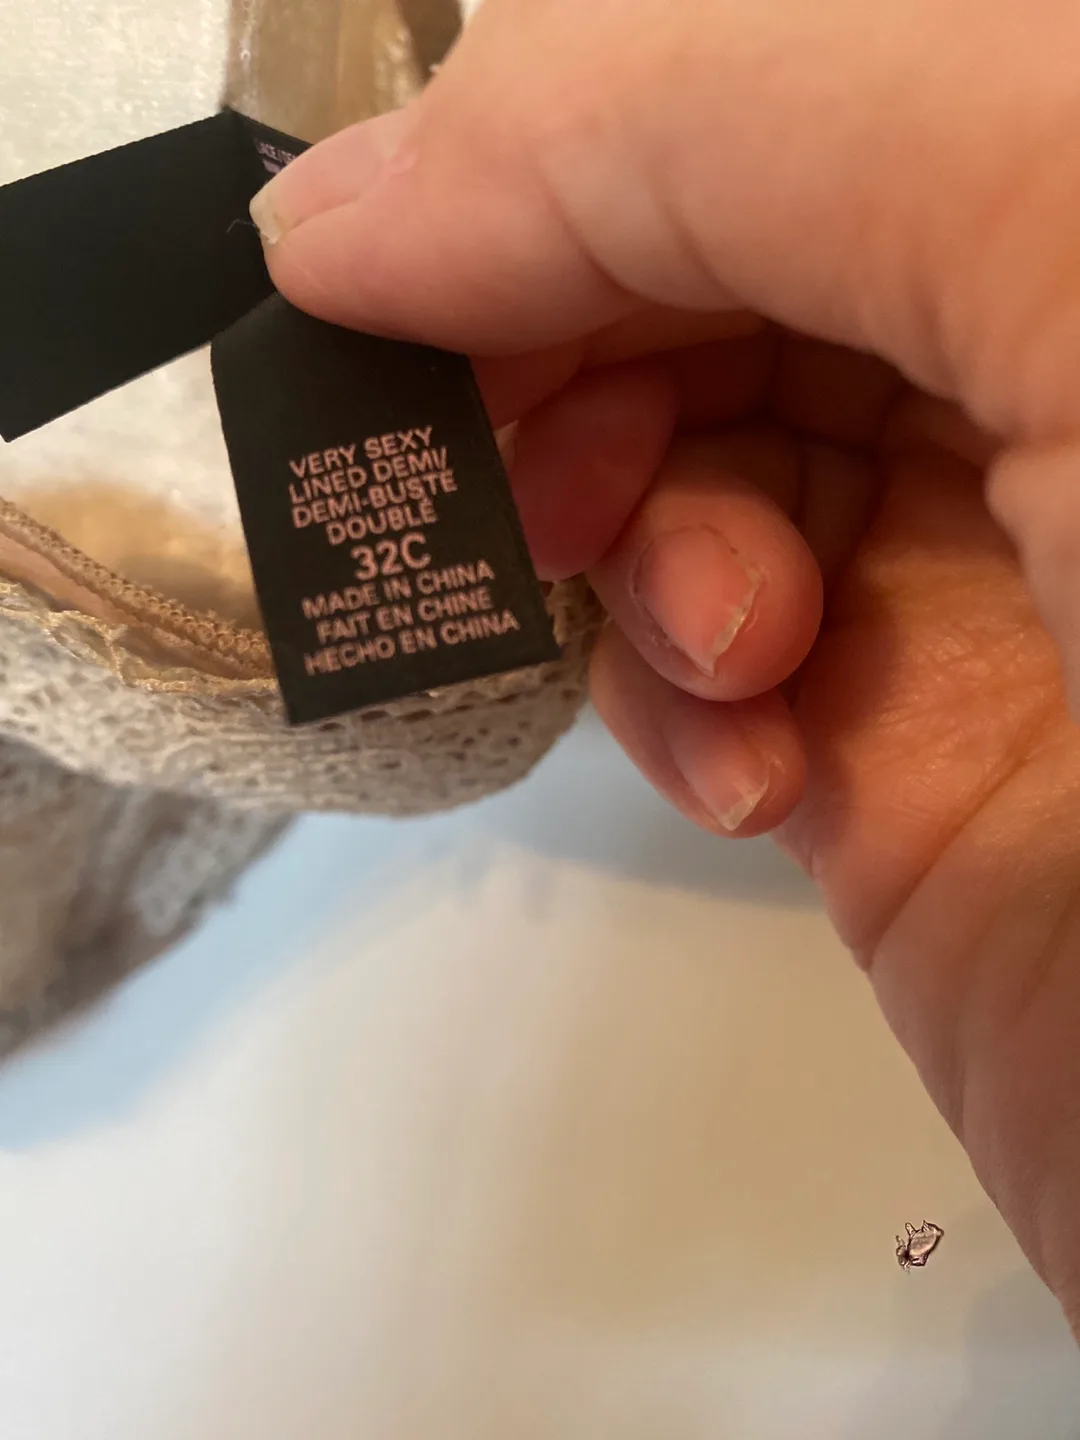 VERY SEXY
LINED DEMI/
DEMI-BUSTE
DOUBLÉ
32C
MADE IN CHINA
FAIT EN CHINE
HECHO EN CHINA